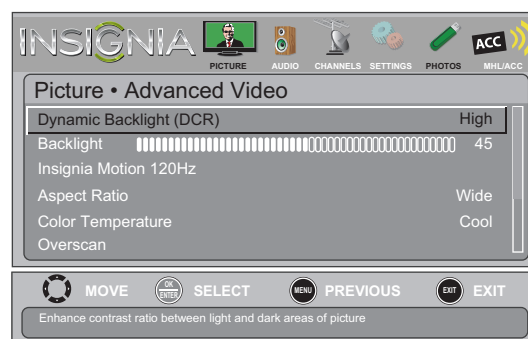 INSIGNIA
PICTURE AUDIO CHANNELS SETTINGS PHOTOS MHL/ACC
ACC
Picture • Advanced Video
Dynamic Backlight (DCR) High
Backlight 45
Insignia Motion 120Hz
Aspect Ratio Wide
Color Temperature Cool
Overscan
MOVE OK ENTER SELECT MENU PREVIOUS EXIT EXIT
Enhance contrast ratio between light and dark areas of picture